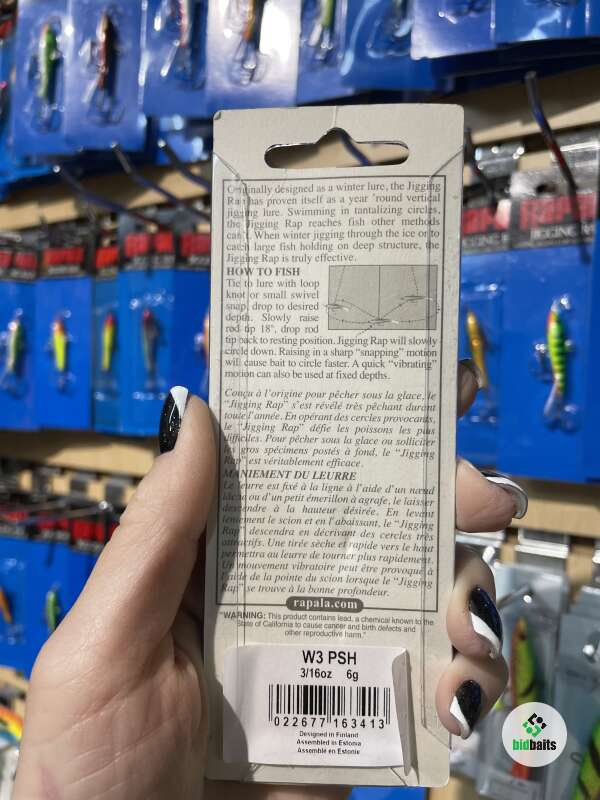 Originally designed as a winter lure, the Jigging
Rap has proven itself as a year 'round vertical
jigging lure. Swimming in tantalizing circles,
the Jigging Rap reaches fish other methods
can't. When winter jigging through the ice or to
catch large fish holding on deep structure, the
Jigging Rap is truly effective.
HOW TO FISH
Tie to lure with loop
knot or small swivel
snap, drop to desired
depth. Slowly raise
rod tip 18", drop rod
tip back to resting position. Jigging Rap will slowly
circle down. Raising in a sharp "snapping" motion
will cause bait to circle faster. A quick "vibrating"
motion can also be used at fixed depths.
Conçu à l'origine pour pêcher sous la glace, le
"Jigging Rap" s'est révélé très pêchant durant
toute l'année. En opérant des cercles provocants,
le "Jigging Rap" défie les poissons les plus
difficiles. Pour pêcher sous la glace ou solliciter
les gros spécimens postés à fond, le "Jigging
Rap" est véritablement efficace.
MANIEMENT DU LEURRE
Le leurre est fixé à la ligne à l'aide d'un nœud
lâche ou d'un petit émerillon à agrafe, le laisser
descendre à la hauteur désirée. En levant
lentement le scion et en l'abaissant, le "Jigging
Rap" descendra en décrivant des cercles très
attractifs. Une tirée sèche et rapide vers le haut
permettra au leurre de tourner plus rapidement.
Un mouvement vibratoire peut être provoqué à
l'aide de la pointe du scion lorsque le "Jigging
Rap" se trouve à la bonne profondeur.
rapala.com
"WARNING: This product contains lead, a chemical known to the
State of California to cause cancer and birth defects and
other reproductive harm."
W3 PSH
3/16oz 6g
022677 163413
Designed in Finland
Assembled in Estonia
Assemblé en Estonie
bidbaits